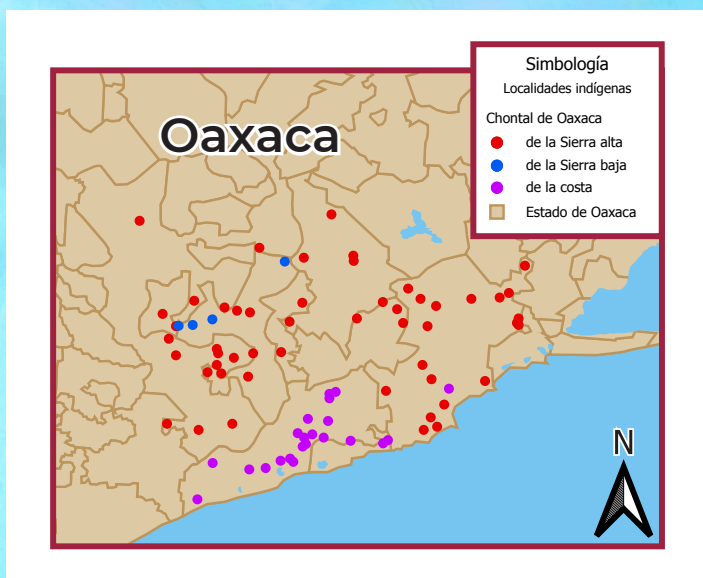 Simbología
Localidades indígenas
Chontal de Oaxaca
de la Sierra alta
de la Sierra baja
de la costa
Estado de Oaxaca
Oaxaca
N